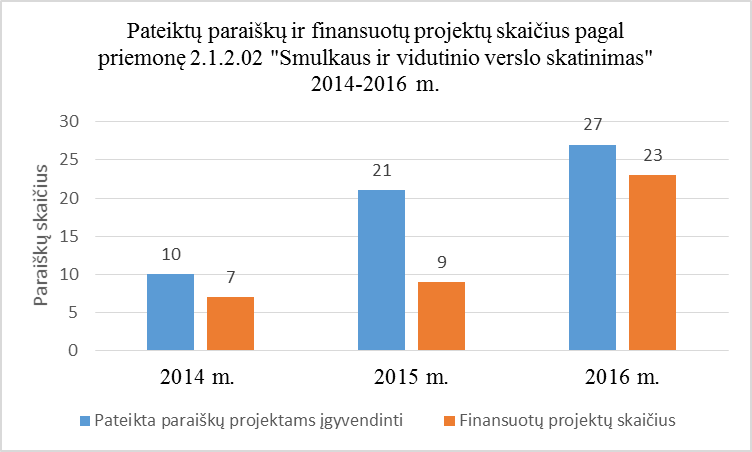 Pateiktų paraiškų ir finansuotų projektų skaičius pagal
priemonę 2.1.2.02 "Smulkaus ir vidutinio verslo skatinimas"
2014-2016 m.
Paraiškų skaičius
30
25
20
15
10
5
0
10
7
21
9
27
23
2014 m.
2015 m.
2016 m.
Pateikta paraiškų projektams įgyvendinti
Finansuotų projektų skaičius